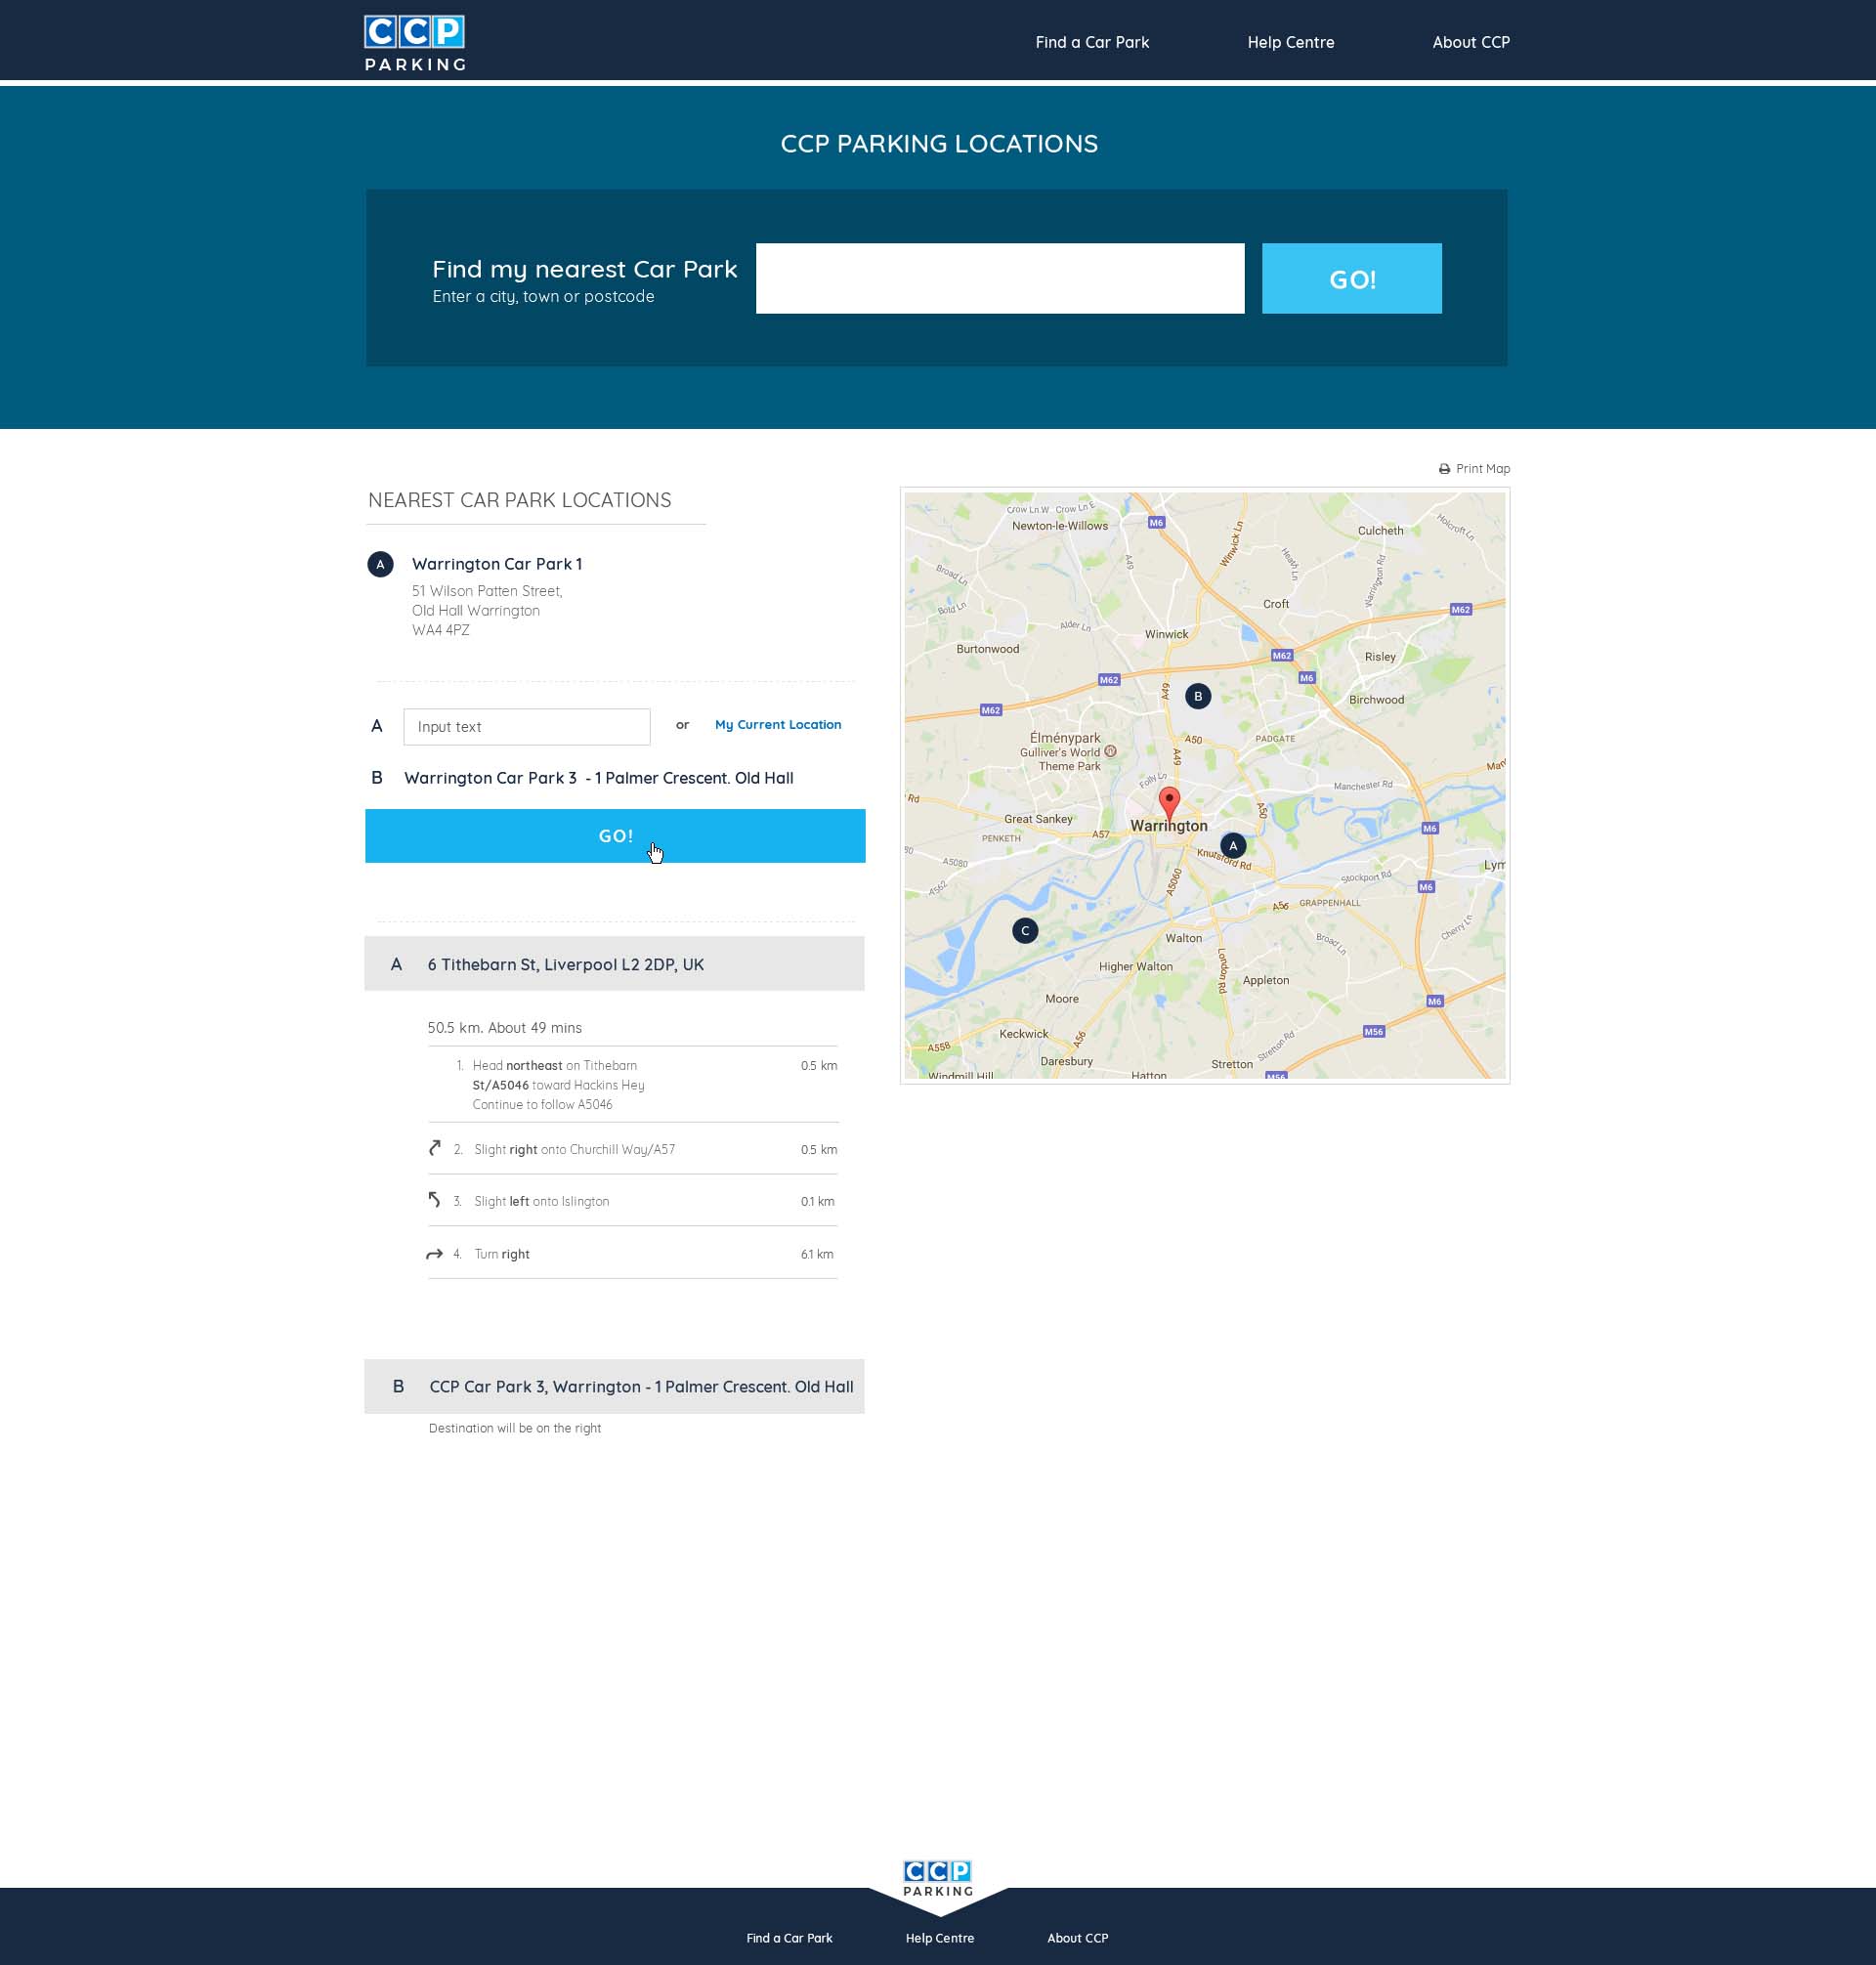 CCP
PARKING
Find a Car Park
Help Centre
About CCP
CCP PARKING LOCATIONS
Find my nearest Car Park
Enter a city, town or postcode
GO!
Print Map
NEAREST CAR PARK LOCATIONS
A
Warrington Car Park 1
51 Wilson Patten Street,
Old Hall Warrington
WA4 4PZ
A
Input text
or
My Current Location
B
Warrington Car Park 3 - 1 Palmer Crescent. Old Hall
GO!
A
6 Tithebarn St, Liverpool L2 2DP, UK
50.5 km. About 49 mins
1. Head northeast on Tithebarn
0.5 km
St/A5046 toward Hackins Hey
Continue to follow A5046
2. Slight right onto Churchill Way/A57
0.5 km
3. Slight left onto Islington
0.1 km
4. Turn right
6.1 km
B
CCP Car Park 3, Warrington - 1 Palmer Crescent. Old Hall
Destination will be on the right
Crow Ln W
Crow Ln E
Newton-le-Willows
M6
Winwick Ln
Culcheth
Holcroft Ln
A49
Heath Ln
Warrington Rd
Broad Ln
Bold Ln
Croft
M62
Alder Ln
Winwick
Burtonwood
M62
Risley
M62
M6
A49
B
Birchwood
M62
Élménypark
Gulliver's World
Theme Park
A50
PADGATE
A49
Folly Ln
Manchester Rd
Rd
A50
Great Sankey
Warrington
PENKETH
A57
M6
A
Knutsford Rd
A5080
Lym
A562
A5060
Stockport Rd
M6
A56
GRAPPENHALL
C
Cherry Ln
Walton
Broad Ln
London Rd
Higher Walton
Appleton
Moore
M6
Keckwick
A56
M56
A558
Stretton Rd
Daresbury
Stretton
Windmill Hill
Hatton
M56
CCP
PARKING
Find a Car Park
Help Centre
About CCP